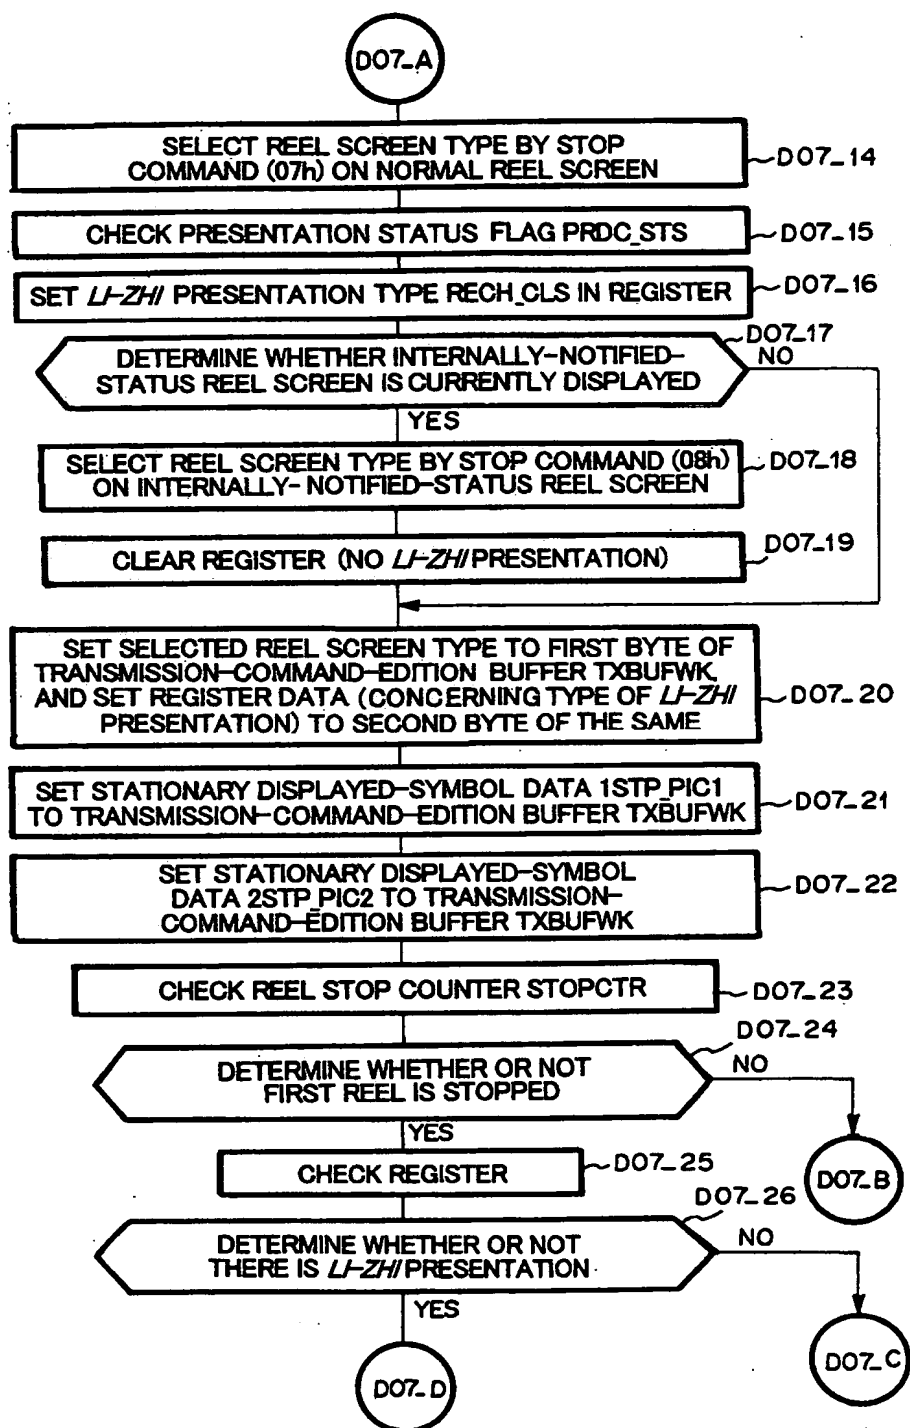 D07_A
SELECT REEL SCREEN TYPE BY STOP
COMMAND (07h) ON NORMAL REEL SCREEN
D07_14
CHECK PRESENTATION STATUS FLAG PRDC_STS
D07_15
SET LI-ZHI PRESENTATION TYPE RECH_CLS IN REGISTER
D07_16
D07_17
DETERMINE WHETHER INTERNALLY-NOTIFIED-
STATUS REEL SCREEN IS CURRENTLY DISPLAYED
NO
YES
SELECT REEL SCREEN TYPE BY STOP COMMAND (08h)
ON INTERNALLY-NOTIFIED-STATUS REEL SCREEN
D07_18
CLEAR REGISTER (NO LI-ZHI PRESENTATION)
D07_19
SET SELECTED REEL SCREEN TYPE TO FIRST BYTE OF
TRANSMISSION-COMMAND-EDITION BUFFER TXBUFWK,
AND SET REGISTER DATA (CONCERNING TYPE OF LI-ZHI
PRESENTATION) TO SECOND BYTE OF THE SAME
D07_20
SET STATIONARY DISPLAYED-SYMBOL DATA 1STP_PIC1
TO TRANSMISSION-COMMAND-EDITION BUFFER TXBUFWK
D07_21
SET STATIONARY DISPLAYED-SYMBOL
DATA 2STP_PIC2 TO TRANSMISSION-
COMMAND-EDITION BUFFER TXBUFWK
D07_22
CHECK REEL STOP COUNTER STOPCTR
D07_23
D07_24
DETERMINE WHETHER OR NOT
FIRST REEL IS STOPPED
NO
YES
D07_B
CHECK REGISTER
D07_25
D07_26
DETERMINE WHETHER OR NOT
THERE IS LI-ZHI PRESENTATION
NO
YES
D07_C
D07_D